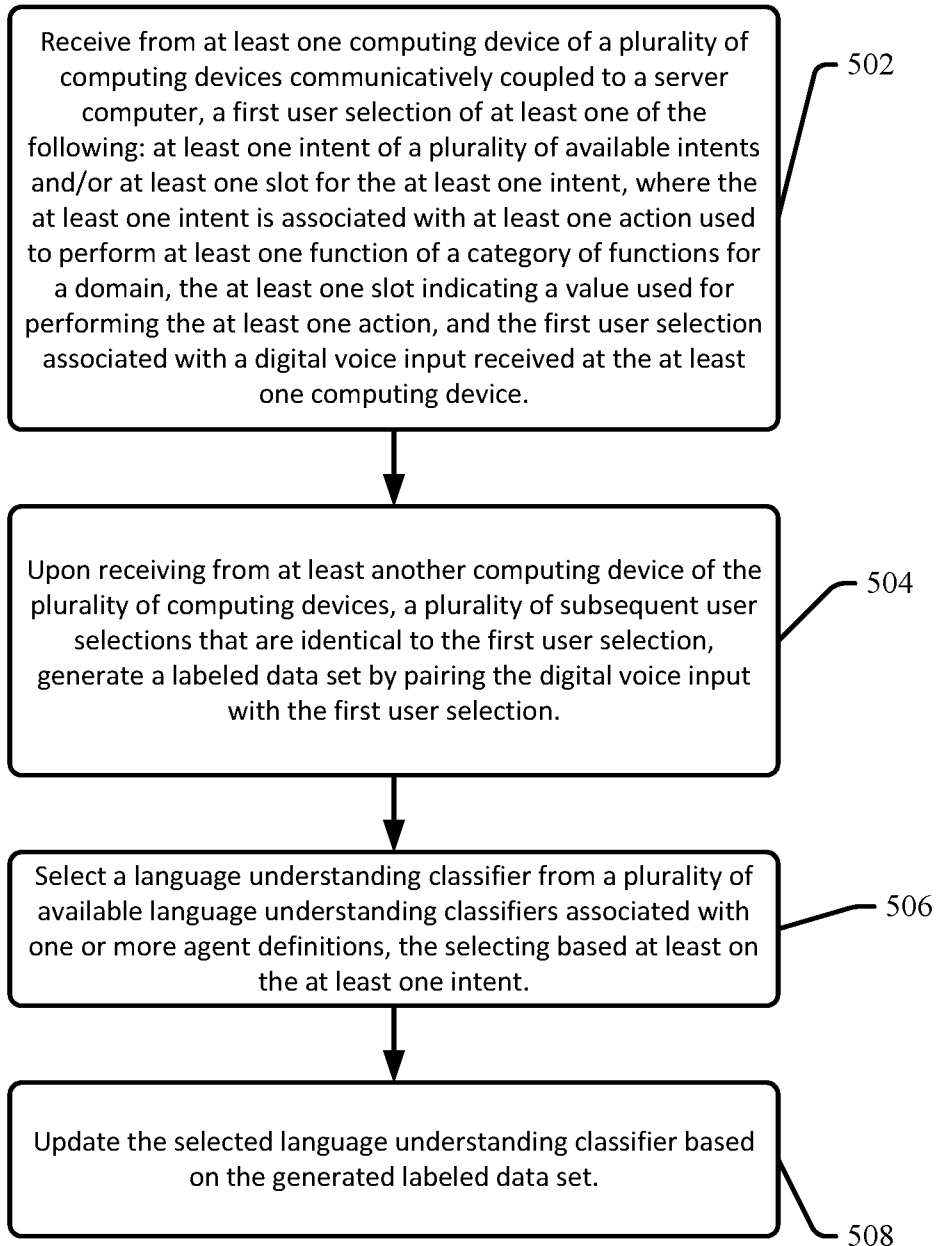 Receive from at least one computing device of a plurality of
computing devices communicatively coupled to a server
computer, a first user selection of at least one of the
following: at least one intent of a plurality of available intents
and/or at least one slot for the at least one intent, where the
at least one intent is associated with at least one action used
to perform at least one function of a category of functions for
a domain, the at least one slot indicating a value used for
performing the at least one action, and the first user selection
associated with a digital voice input received at the at least
one computing device.
502
Upon receiving from at least another computing device of the
plurality of computing devices, a plurality of subsequent user
selections that are identical to the first user selection,
generate a labeled data set by pairing the digital voice input
with the first user selection.
504
Select a language understanding classifier from a plurality of
available language understanding classifiers associated with
one or more agent definitions, the selecting based at least on
the at least one intent.
506
Update the selected language understanding classifier based
on the generated labeled data set.
508